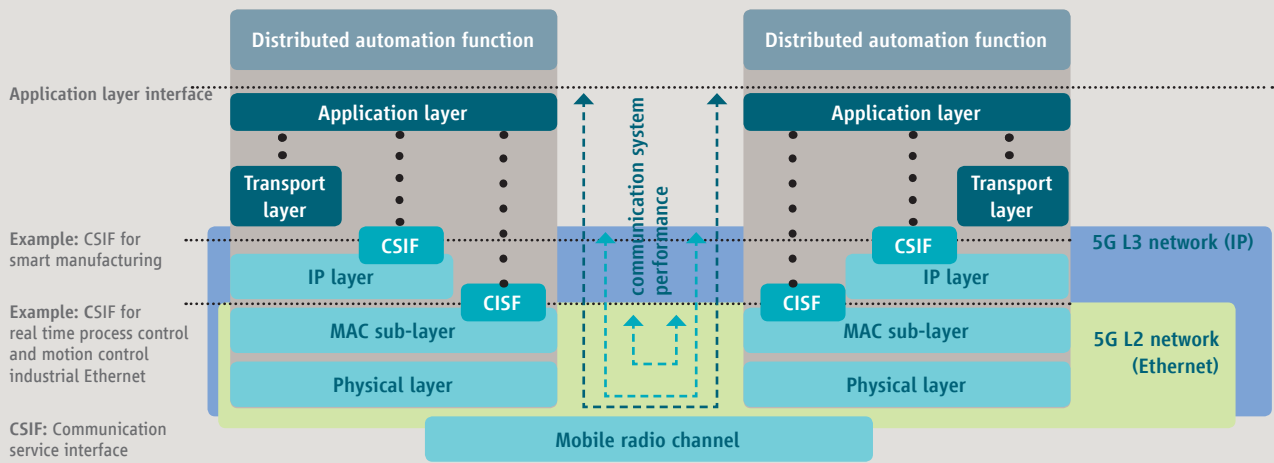 Distributed automation function
Distributed automation function
Application layer interface
Application layer
Application layer
communication system
performance
Transport
layer
Transport
layer
Example: CSIF for
smart manufacturing
CSIF
CSIF
5G L3 network (IP)
IP layer
IP layer
CISF
CISF
Example: CSIF for
real time process control
and motion control
industrial Ethernet
MAC sub-layer
MAC sub-layer
5G L2 network
(Ethernet)
Physical layer
Physical layer
CSIF: Communication
service interface
Mobile radio channel